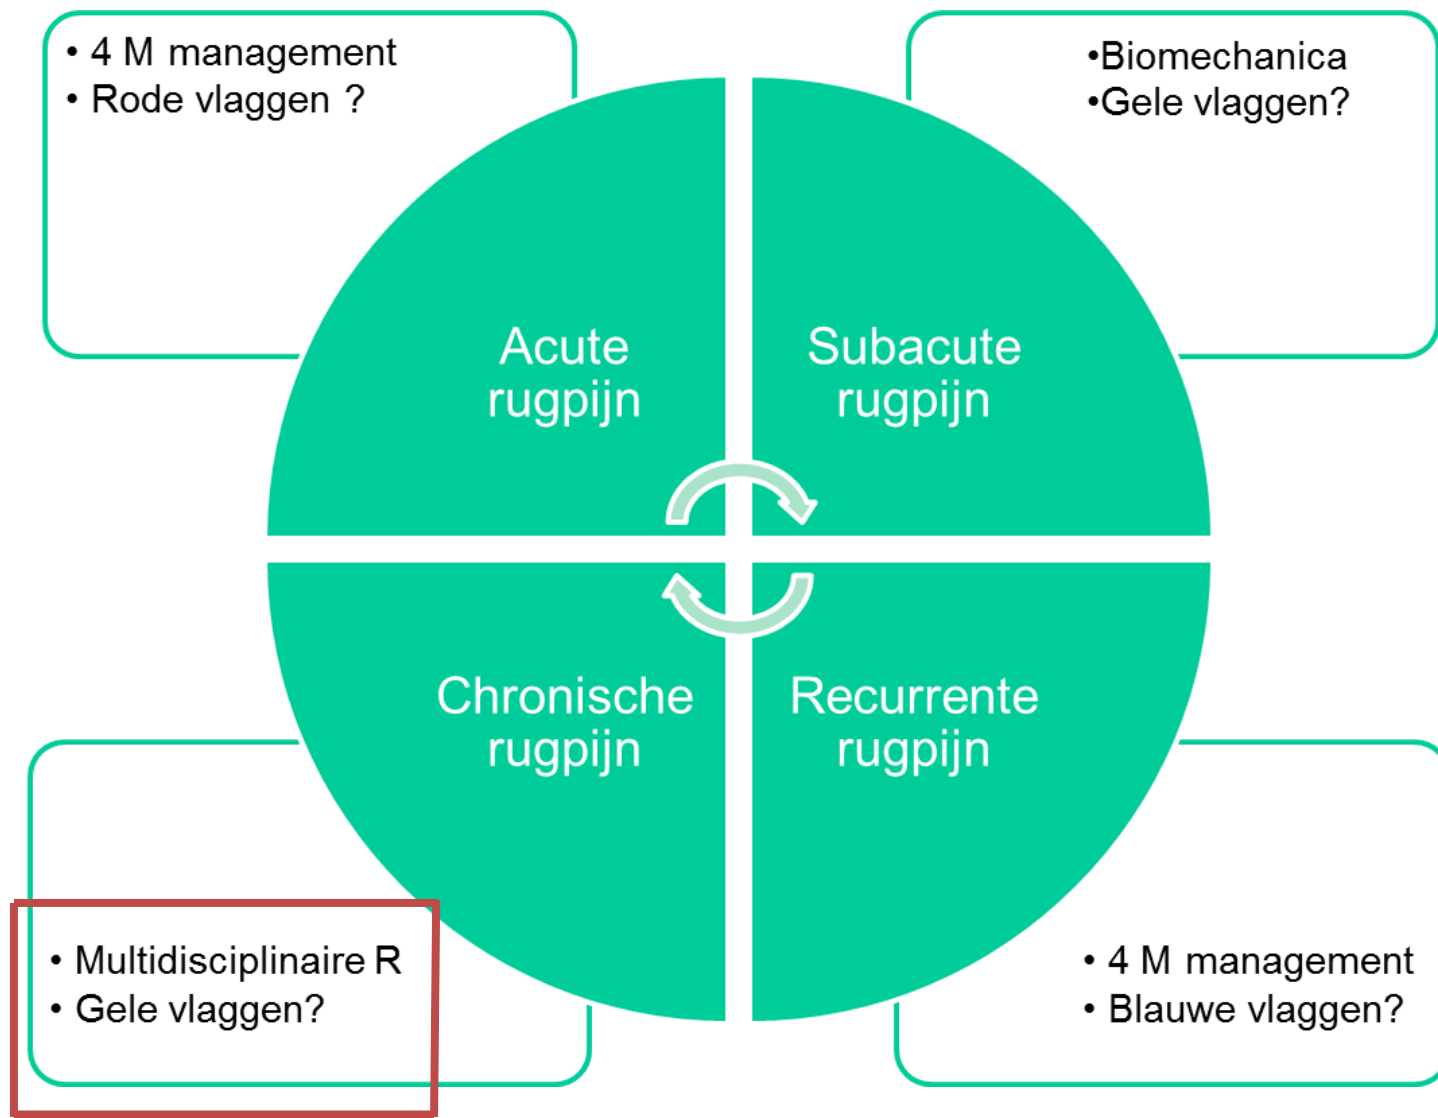 • 4 M management
• Rode vlaggen ?
•Biomechanica
•Gele vlaggen?
Acute
rugpijn
Subacute
rugpijn
Chronische
rugpijn
Recurrente
rugpijn
• Multidisciplinaire R
• Gele vlaggen?
• 4 M management
• Blauwe vlaggen?